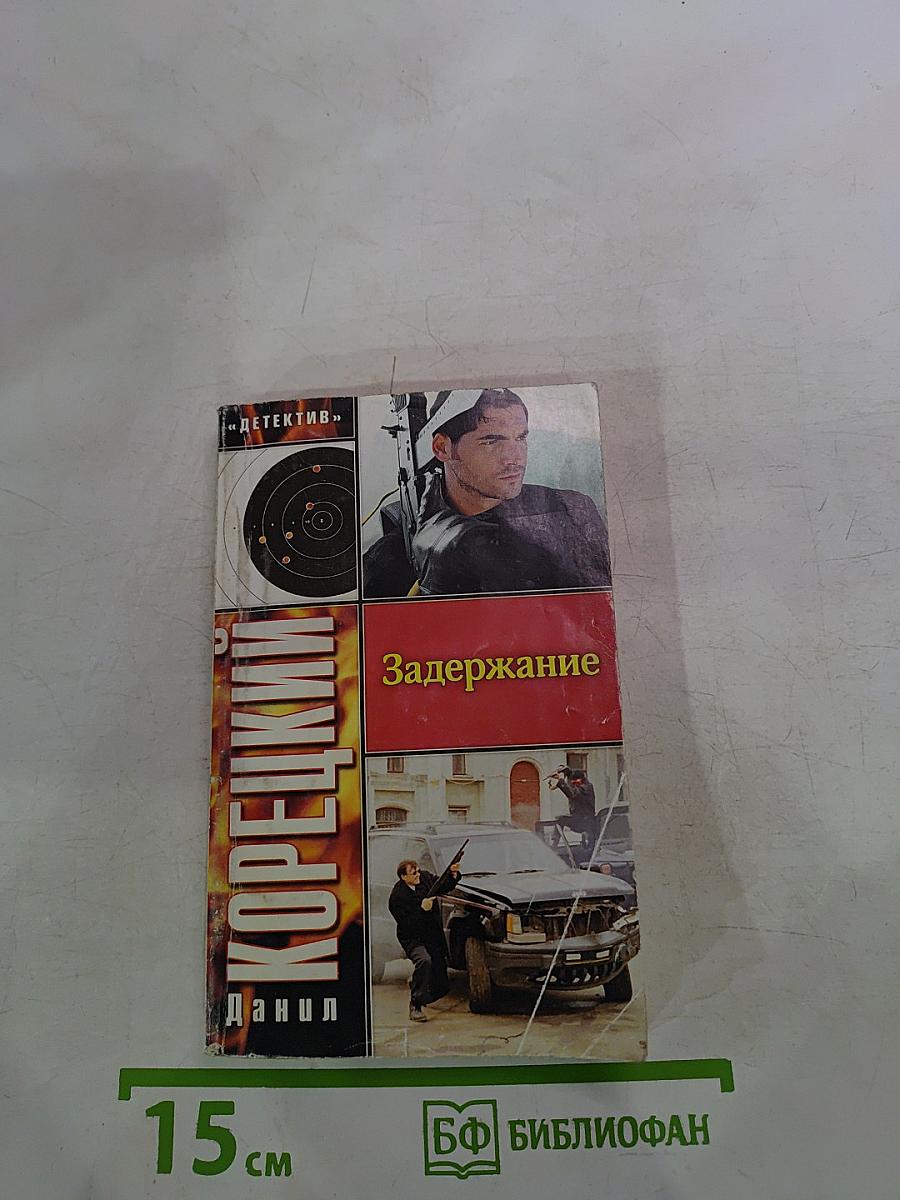 «ДЕТЕКТИВ»
КОРЕЦКИЙ
Данил
Задержание
15 см
БФ БИБЛИОФАН